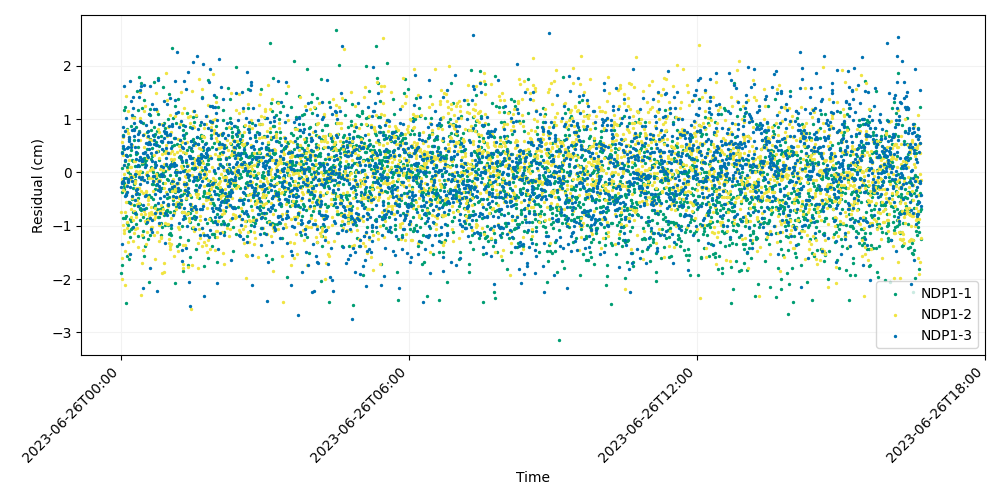 2
1
0
−1
−2
−3
Residual (cm)
2023-06-26T00:00
2023-06-26T06:00
2023-06-26T12:00
2023-06-26T18:00
Time
NDP1-1
NDP1-2
NDP1-3